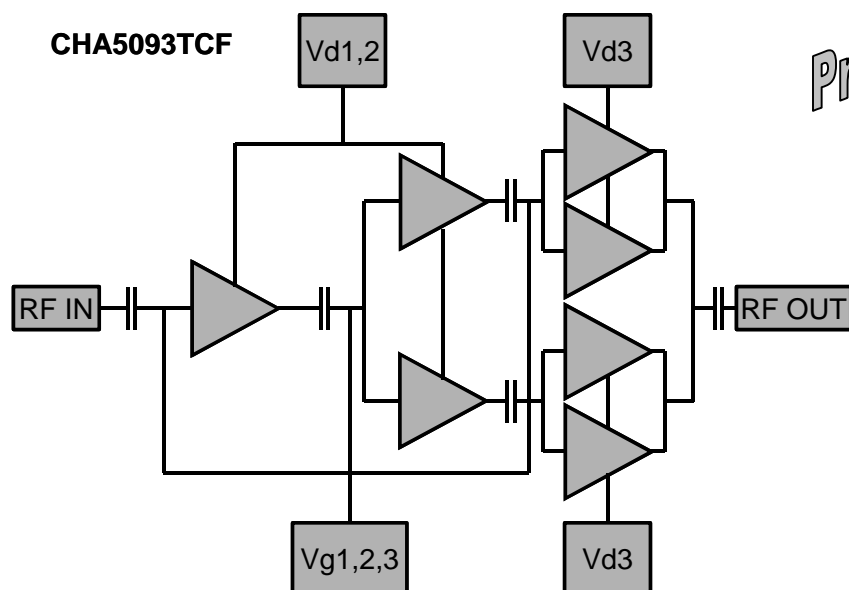 CHA5093TCF
Vd1,2
Vd3
RF IN
RF OUT
Vg1,2,3
Vd3